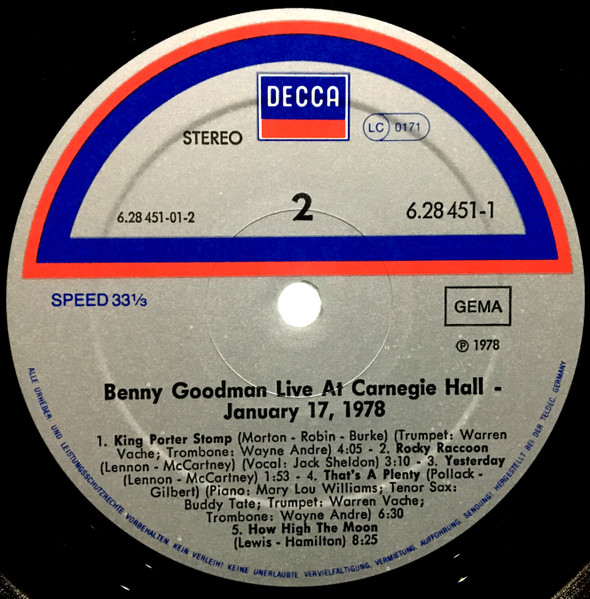 DECCA
STEREO
LC 0171
2
6.28 451-01-2
6.28 451-1
SPEED 33⅓
GEMA
℗ 1978
Benny Goodman Live At Carnegie Hall -
January 17, 1978
1. King Porter Stomp (Morton - Robin - Burke) (Trumpet: Warren
Vache; Trombone: Wayne Andre) 4:05 - 2. Rocky Raccoon
(Lennon - McCartney) (Vocal: Jack Sheldon) 3:10 - 3. Yesterday
(Lennon - McCartney) 1:53 - 4. That's A Plenty (Pollack -
Gilbert) (Piano: Mary Lou Williams; Tenor Sax:
Buddy Tate; Trumpet: Warren Vache;
Trombone: Wayne Andre) 6:30
5. How High The Moon
(Lewis - Hamilton) 8:25
ALLE URHEBER- UND LEISTUNGSSCHUTZRECHTE VORBEHALTEN. KEIN VERLEIH! KEINE UNERLAUBTE VERVIELFÄLTIGUNG, VERMIETUNG, AUFFÜHRUNG, SENDUNG! HERGESTELLT BEI DER TELDEC, GERMANY